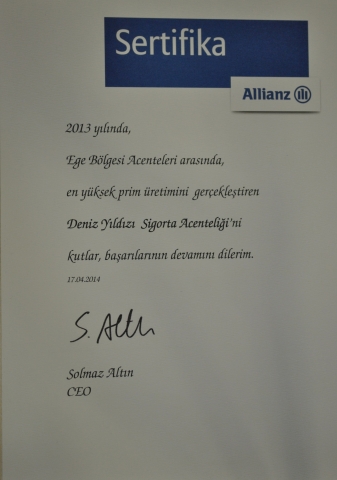 Sertifika
Allianz
2013 yılında,
Ege Bölgesi Acenteleri arasında,
en yüksek prim üretimini gerçekleştiren
Deniz Yıldızı Sigorta Acenteliği'ni
kutlar, başarılarının devamını dilerim.
17.04.2014
S. Altın
Solmaz Altın
CEO